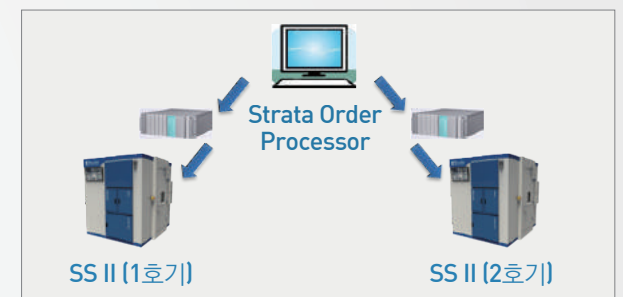 Strata Order
Processor
SS II (1호기)
SS II (2호기)